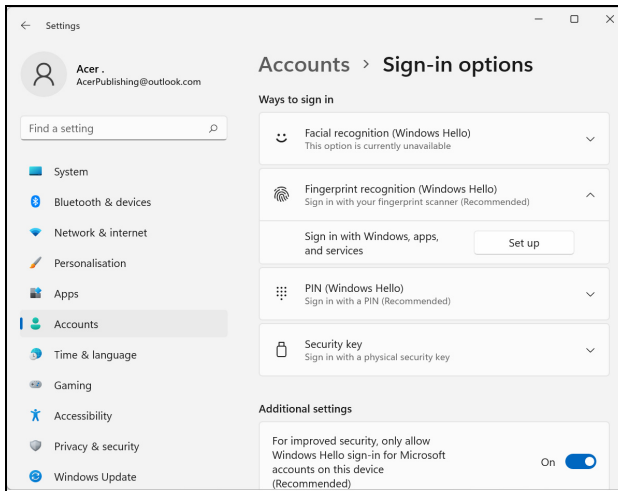 Settings
Acer .
AcerPublishing@outlook.com
Find a setting
System
Bluetooth & devices
Network & internet
Personalisation
Apps
Accounts
Time & language
Gaming
Accessibility
Privacy & security
Windows Update
Accounts > Sign-in options
Ways to sign in
Facial recognition (Windows Hello)
This option is currently unavailable
Fingerprint recognition (Windows Hello)
Sign in with your fingerprint scanner (Recommended)
Sign in with Windows, apps,
and services
Set up
PIN (Windows Hello)
Sign in with a PIN (Recommended)
Security key
Sign in with a physical security key
Additional settings
For improved security, only allow
Windows Hello sign-in for Microsoft
accounts on this device
(Recommended)
On